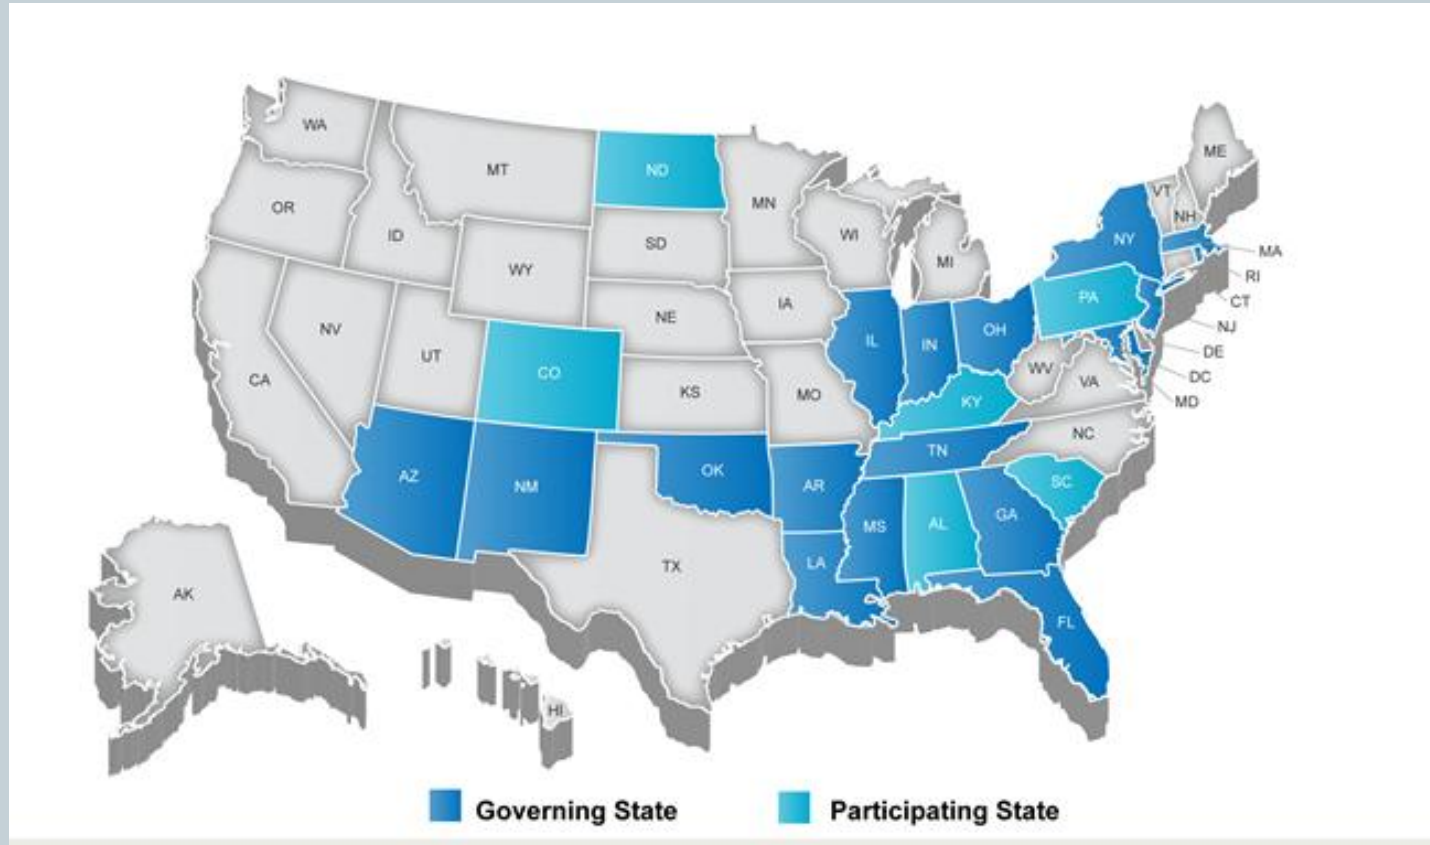 WA
MT
ND
ME
VT
OR
MN
NH
ID
SD
WI
NY
MA
WY
MI
RI
PA
CT
NV
NE
IA
NJ
UT
IL
IN
OH
DE
CO
WV
DC
CA
KS
MO
VA
MD
KY
NC
TN
AZ
NM
OK
AR
SC
MS
AL
GA
TX
LA
AK
FL
HI
Governing State
Participating State